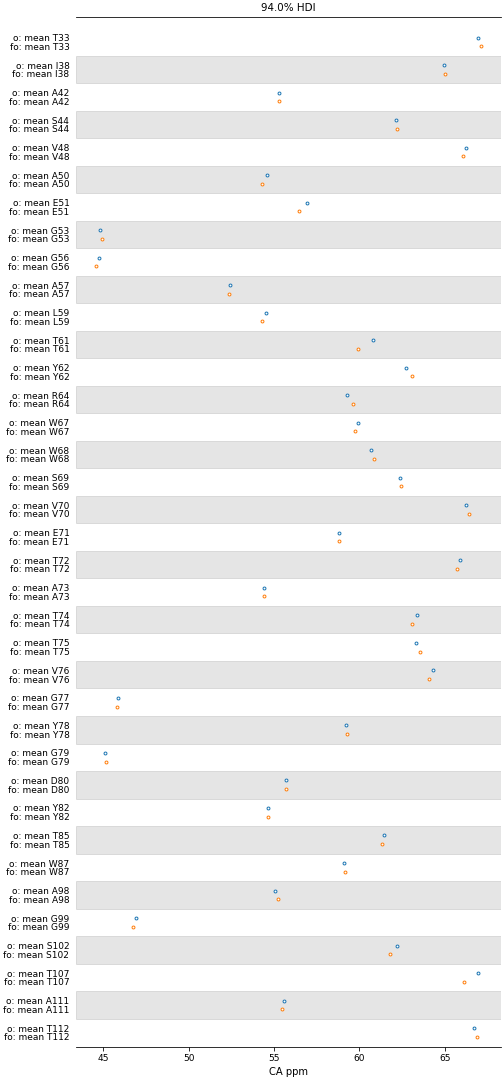 94.0% HDI
o: mean T33
fo: mean T33
o: mean I38
fo: mean I38
o: mean A42
fo: mean A42
o: mean S44
fo: mean S44
o: mean V48
fo: mean V48
o: mean A50
fo: mean A50
o: mean E51
fo: mean E51
o: mean G53
fo: mean G53
o: mean G56
fo: mean G56
o: mean A57
fo: mean A57
o: mean L59
fo: mean L59
o: mean T61
fo: mean T61
o: mean Y62
fo: mean Y62
o: mean R64
fo: mean R64
o: mean W67
fo: mean W67
o: mean W68
fo: mean W68
o: mean S69
fo: mean S69
o: mean V70
fo: mean V70
o: mean E71
fo: mean E71
o: mean T72
fo: mean T72
o: mean A73
fo: mean A73
o: mean T74
fo: mean T74
o: mean T75
fo: mean T75
o: mean V76
fo: mean V76
o: mean G77
fo: mean G77
o: mean Y78
fo: mean Y78
o: mean G79
fo: mean G79
o: mean D80
fo: mean D80
o: mean Y82
fo: mean Y82
o: mean T85
fo: mean T85
o: mean W87
fo: mean W87
o: mean A98
fo: mean A98
o: mean G99
fo: mean G99
o: mean S102
fo: mean S102
o: mean T107
fo: mean T107
o: mean A111
fo: mean A111
o: mean T112
fo: mean T112
45 50 55 60 65
CA ppm